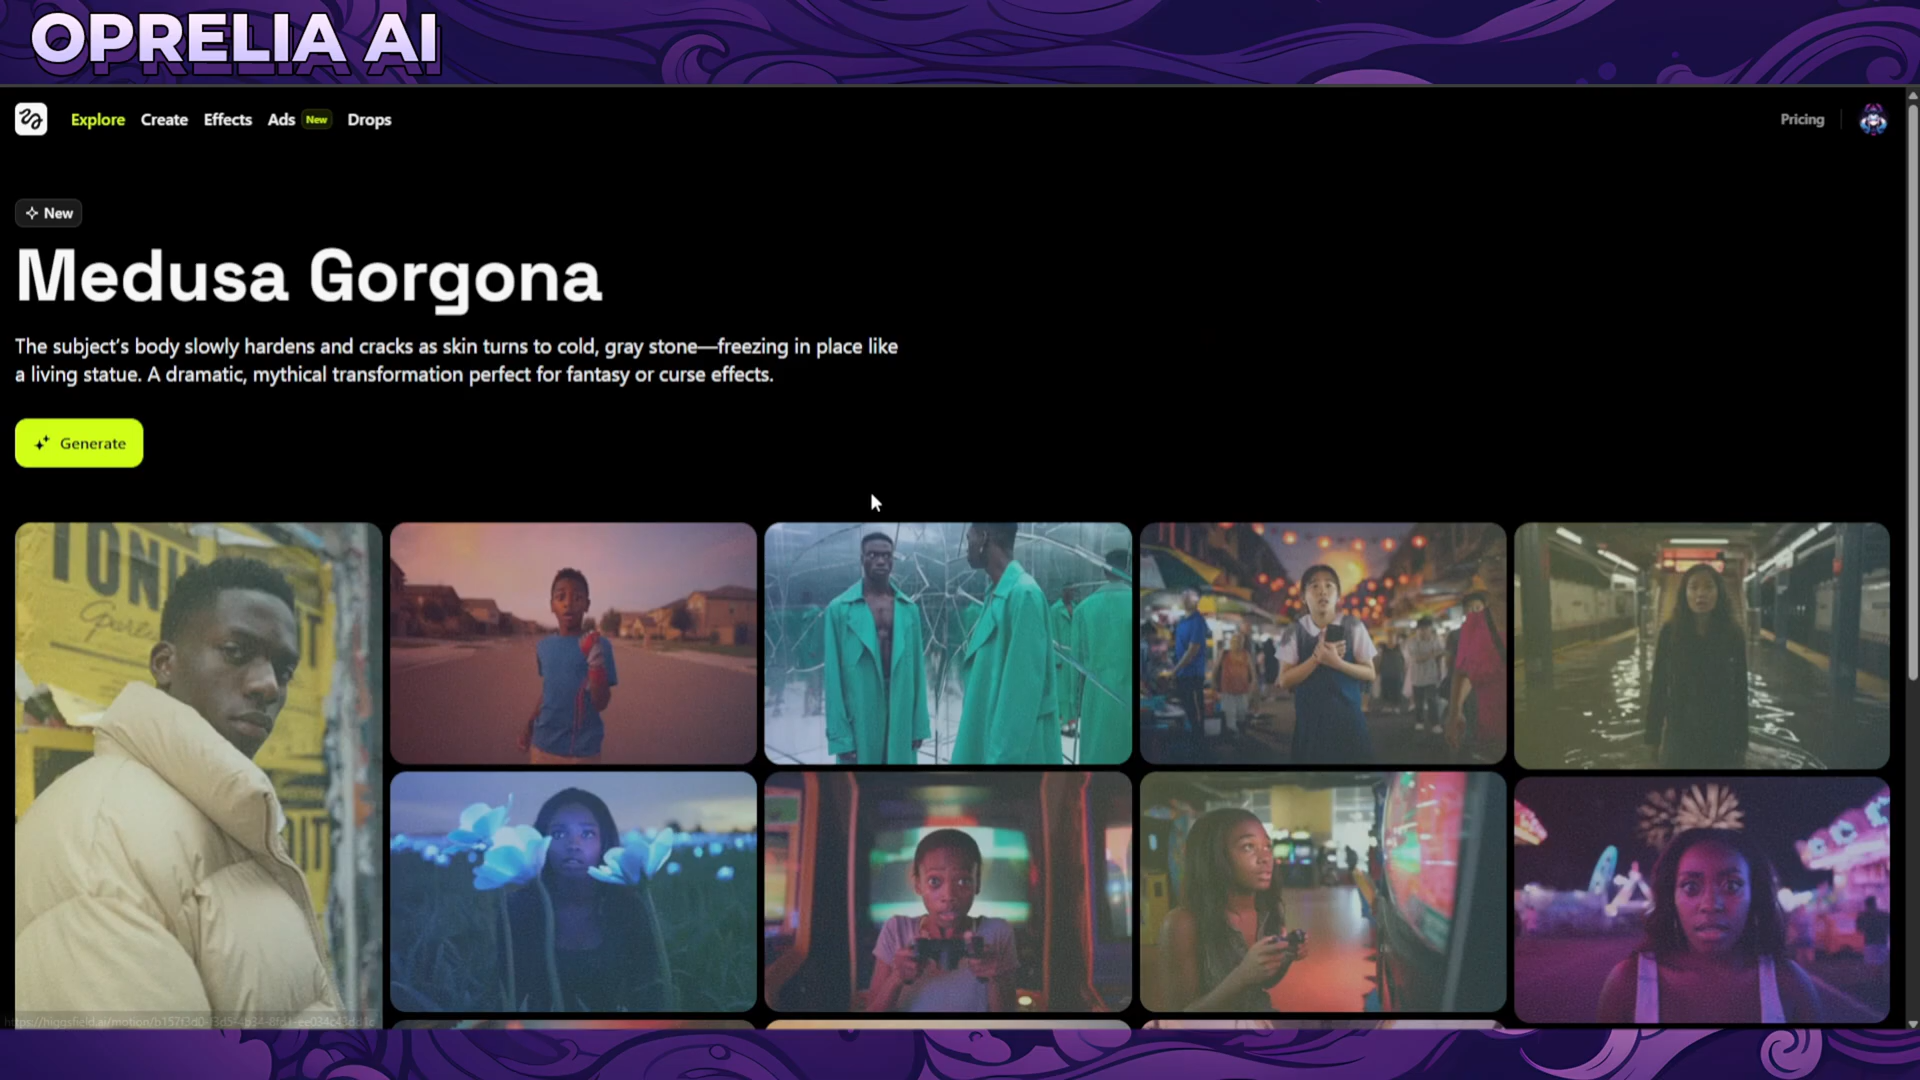 OPRELIA AI
Explore Create Effects Ads New Drops
Pricing
New
Medusa Gorgona
The subject’s body slowly hardens and cracks as skin turns to cold, gray stone—freezing in place like
a living statue. A dramatic, mythical transformation perfect for fantasy or curse effects.
Generate